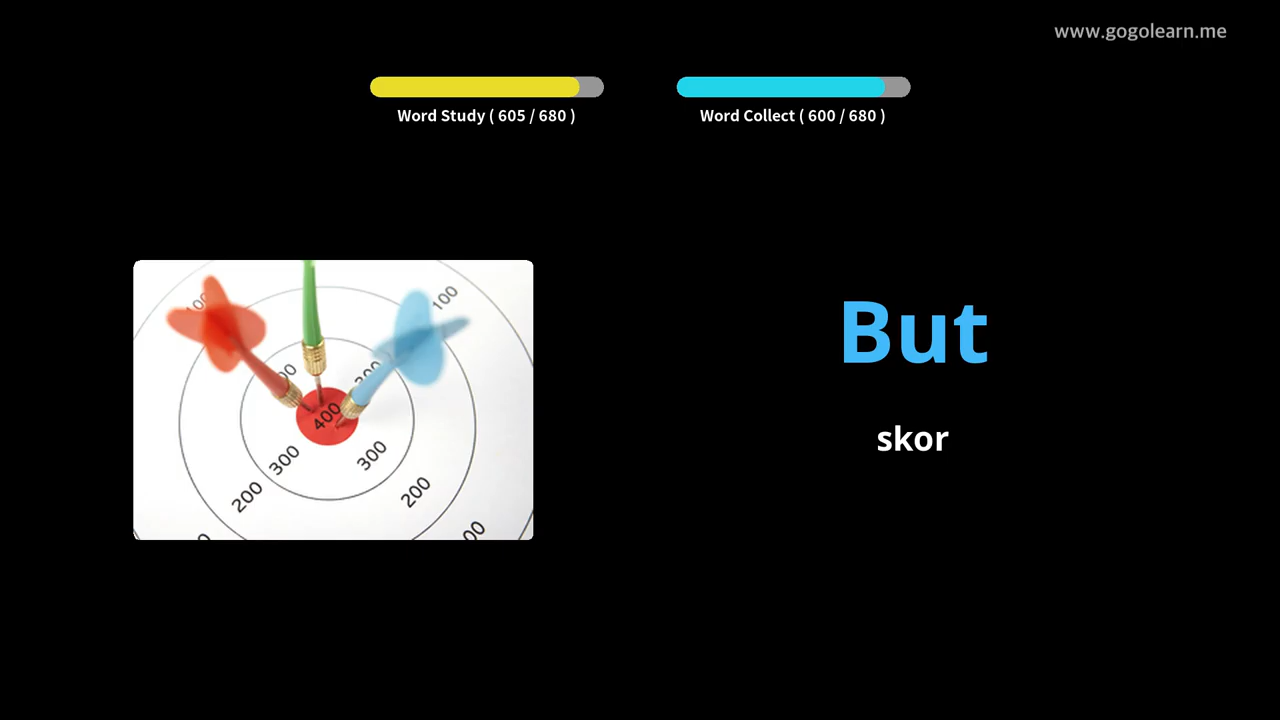 www.gogolearn.me
Word Study ( 605 / 680 )
Word Collect ( 600 / 680 )
But
skor
100
100
400
300
300
200
200